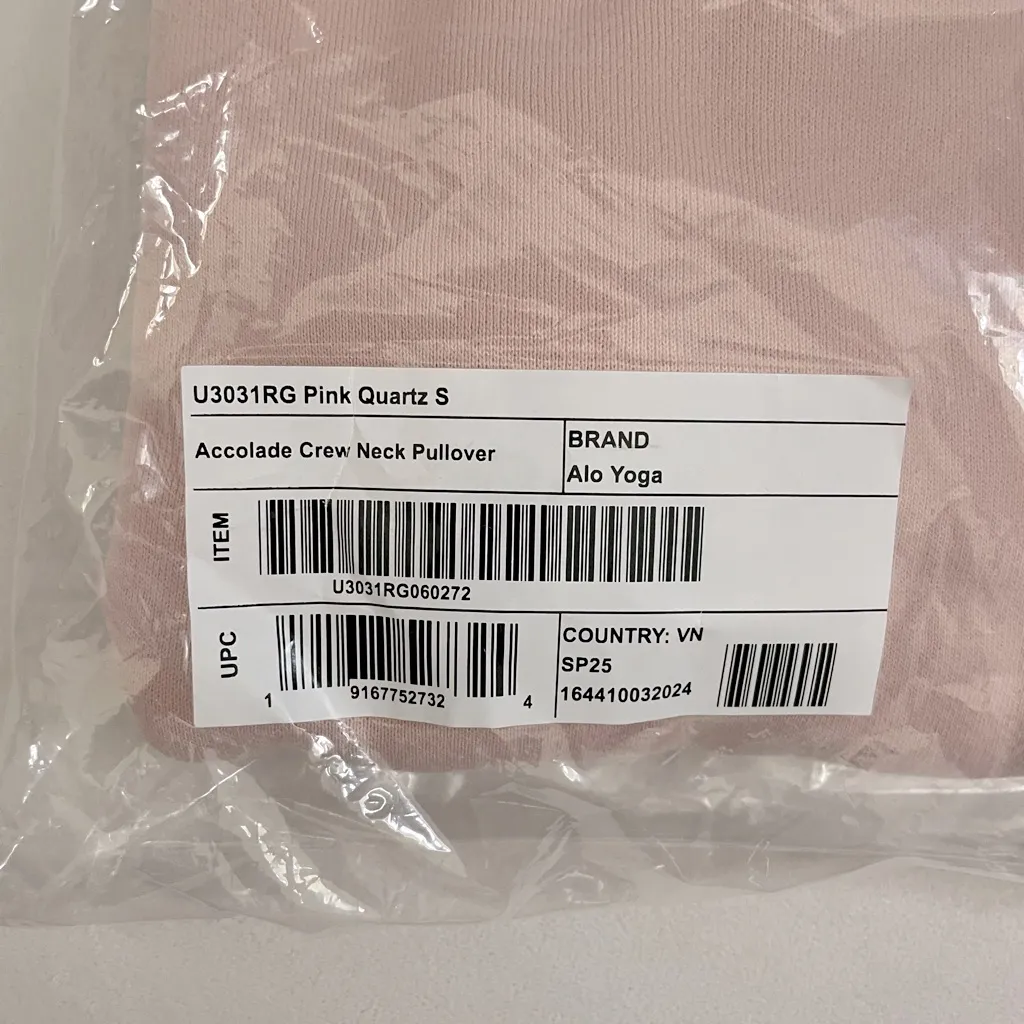 U3031RG Pink Quartz S
Accolade Crew Neck Pullover
BRAND
Alo Yoga
ITEM
U3031RG060272
UPC
1 9167752732 4
COUNTRY: VN
SP25
164410032024